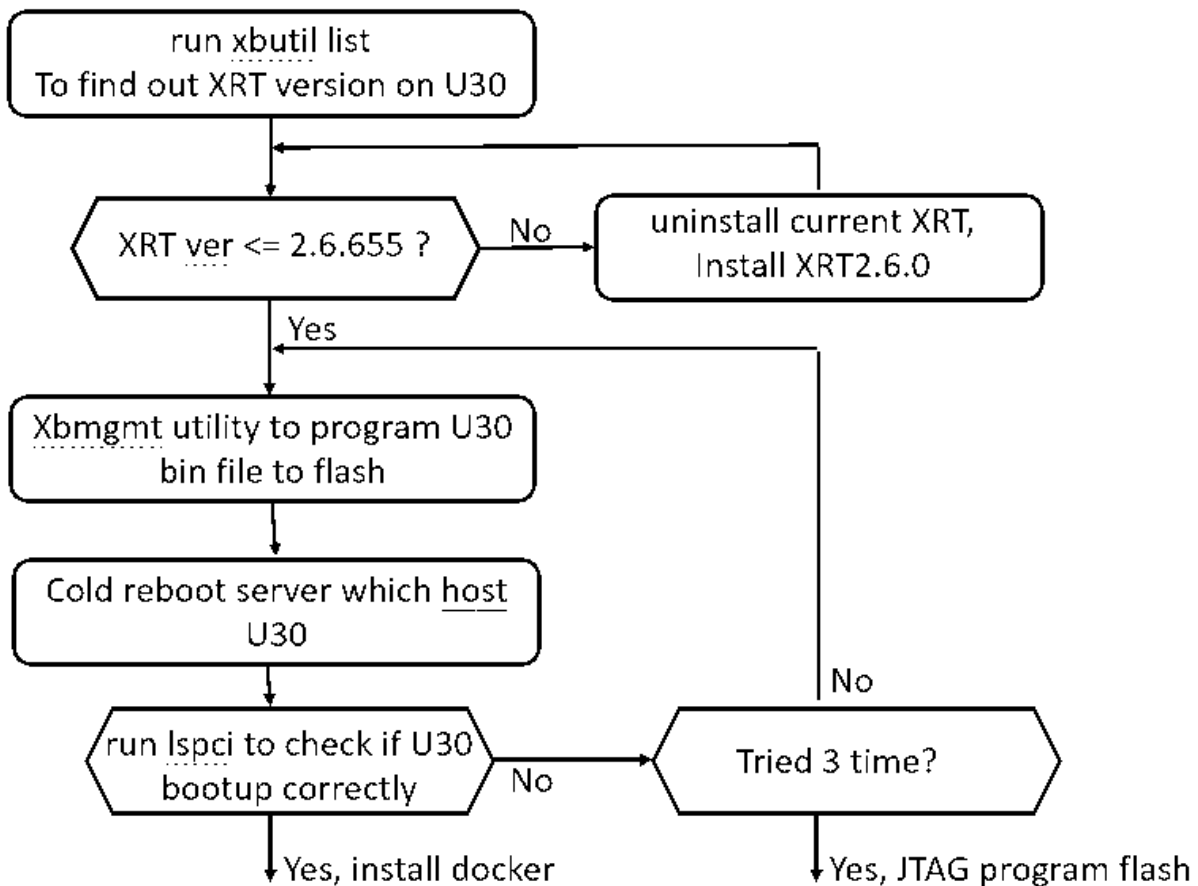 run xbutil list
To find out XRT version on U30
XRT ver <= 2.6.655 ?
No
uninstall current XRT,
Install XRT2.6.0
Yes
Xbmgmt utility to program U30
bin file to flash
Cold reboot server which host
U30
No
run lspci to check if U30
bootup correctly
No
Tried 3 time?
Yes, install docker
Yes, JTAG program flash